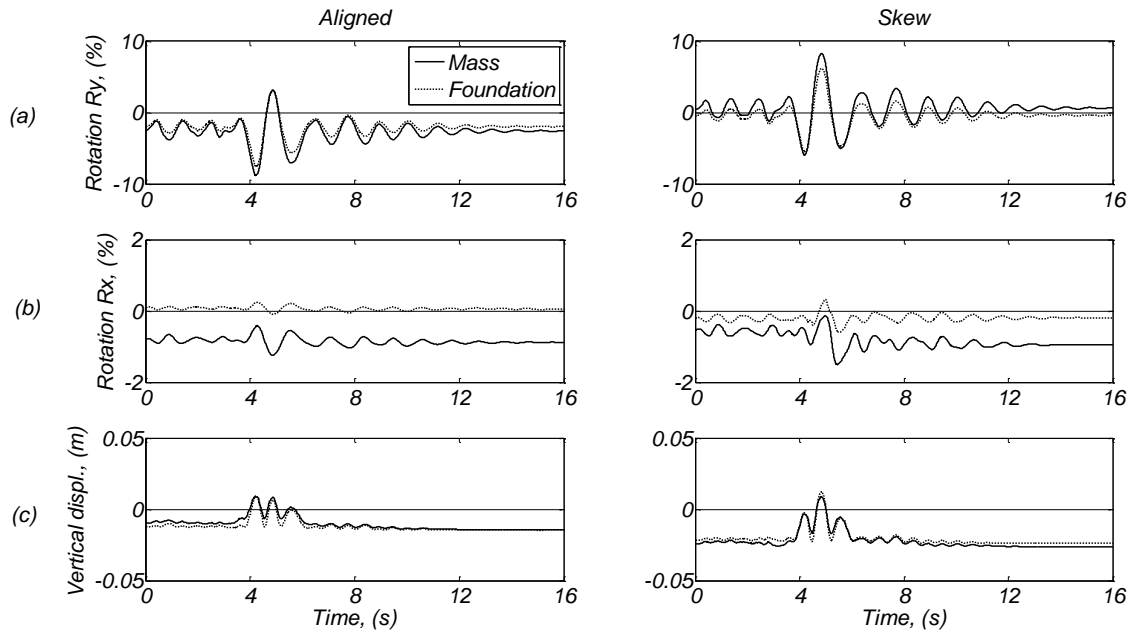 Aligned
Skew
(a)
Rotation Ry, (%)
10
0
-10
0 4 8 12 16
Mass
Foundation
10
0
-10
0 4 8 12 16
(b)
Rotation Rx, (%)
2
0
-2
0 4 8 12 16
2
0
-2
0 4 8 12 16
(c)
Vertical displ., (m)
0.05
0
-0.05
0 4 8 12 16
Time, (s)
0.05
0
-0.05
0 4 8 12 16
Time, (s)